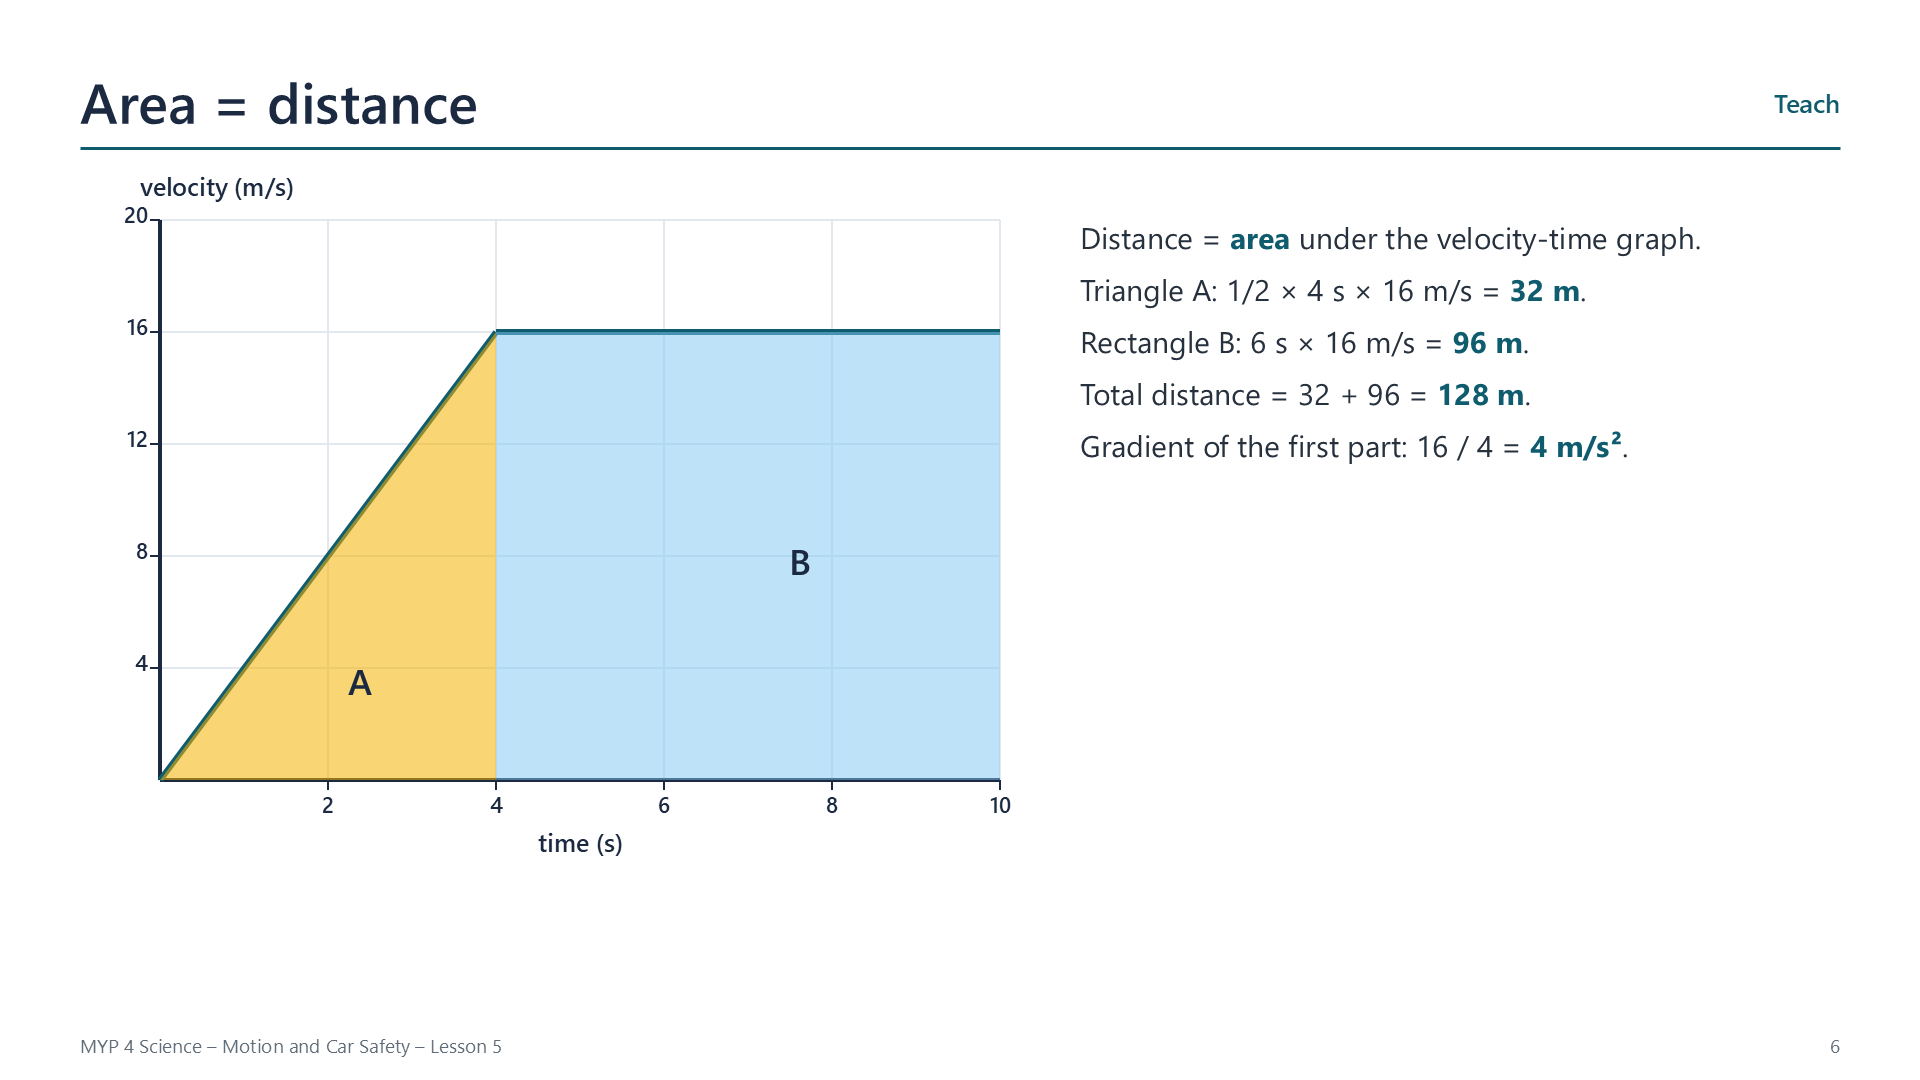 Area = distance
Teach
velocity (m/s)
20
16
12
8
4
A
B
2 4 6 8 10
time (s)
Distance = area under the velocity-time graph.
Triangle A: 1/2 × 4 s × 16 m/s = 32 m.
Rectangle B: 6 s × 16 m/s = 96 m.
Total distance = 32 + 96 = 128 m.
Gradient of the first part: 16 / 4 = 4 m/s².
MYP 4 Science – Motion and Car Safety – Lesson 5
6